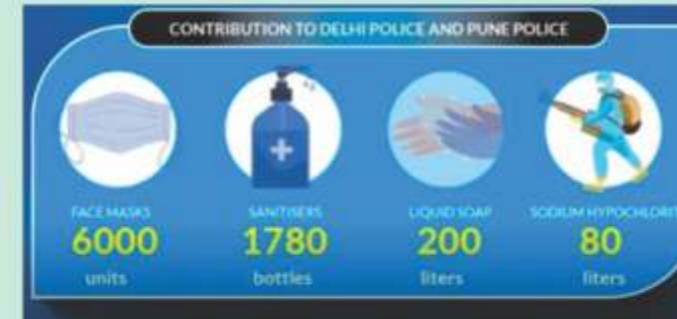 CONTRIBUTION TO DELHI POLICE AND PUNE POLICE
FACE MASKS
6000
units
SANITISERS
1780
bottles
LIQUID SOAP
200
liters
SODIUM HYPOCHLORIT
80
liters